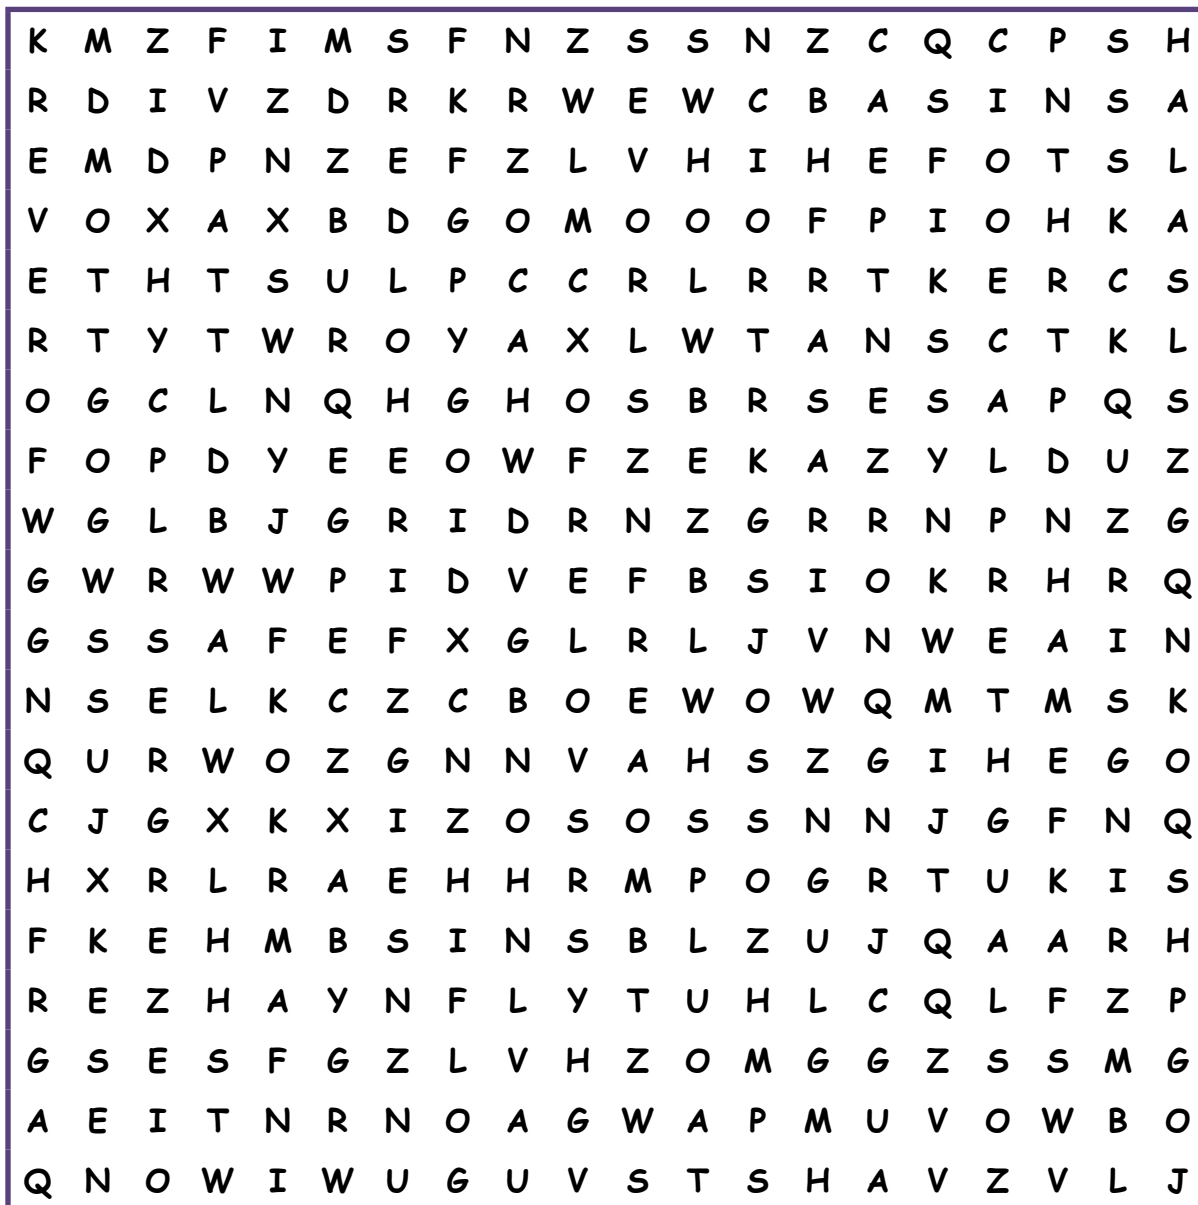 K M Z F I M S F N Z S S N Z C Q C P S H
R D I V Z D R K R W E W C B A S I N S A
E M D P N Z E F Z L V H I H E F O T S L
V O X A X B D G O M O O O F P I O H K A
E T H T S U L P C C R L R R T K E R C S
R T Y T W R O Y A X L W T A N S C T K L
O G C L N Q H G H O S B R S E S A P Q S
F O P D Y E E O W F Z E K A Z Y L D U Z
W G L B J G R I D R N Z G R R N P N Z G
G W R W W P I D V E F B S I O K R H R Q
G S S A F E F X G L R L J V N W E A I N
N S E L K C Z C B O E W O W Q M T M S K
Q U R W O Z G N N V A H S Z G I H E G O
C J G X K X I Z O S O S S N N J G F N Q
H X R L R A E H H R M P O G R T U K I S
F K E H M B S I N S B L Z U J Q A A R H
R E Z H A Y N F L Y T U H L C Q L F Z P
G S E S F G Z L V H Z O M G G Z S S M G
A E I T N R N O A G W A P M U V O W B O
Q N O W I W U G U V S T S H A V Z V L J